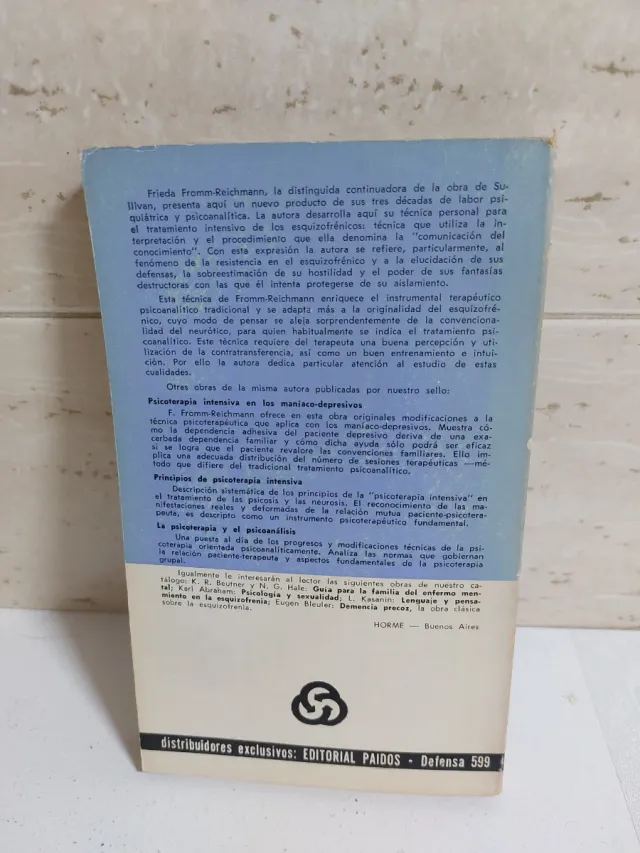 Frieda Fromm-Reichmann, la distinguida continuadora de la obra de Su-
llivan, presenta aquí un nuevo producto de sus tres décadas de labor psi-
quiátrica y psicoanalítica. La autora desarrolla aquí su técnica personal para
el tratamiento intensivo de los esquizofrénicos: técnica que utiliza la in-
terpretación y el procedimiento que ella denomina la "comunicación del
conocimiento". Con esta expresión la autora se refiere, particularmente, al
fenómeno de la resistencia en el esquizofrénico y a la elucidación de sus
defensas, la sobreestimación de su hostilidad y el poder de sus fantasías
destructoras con las que él intenta protegerse de su aislamiento.
Esta técnica de Fromm-Reichmann enriquece el instrumental terapéutico
psicoanalítico tradicional y se adapta más a la originalidad del esquizofré-
nico, cuyo modo de pensar se aleja sorprendentemente de la convenciona-
lidad del neurótico, para quien habitualmente se indica el tratamiento psi-
coanalítico. Este técnica requiere del terapeuta una buena percepción y uti-
lización de la contratransferencia, así como un buen entrenamiento e intui-
ción. Por ello la autora dedica particular atención al estudio de estas
cualidades.
Otras obras de la misma autora publicadas por nuestro sello:
Psicoterapia intensiva en los maníaco-depresivos
F. Fromm-Reichmann ofrece en esta obra originales modificaciones a la
técnica psicoterapéutica que aplica con los maníaco-depresivos. Muestra có-
mo la dependencia adhesiva del paciente depresivo deriva de una exa-
cerbada dependencia familiar y cómo dicha ayuda sólo podrá ser eficaz
si se logra que el paciente revalore las convenciones familiares. Ello im-
plica una adecuada distribución del número de sesiones terapéuticas —mé-
todo que difiere del tradicional tratamiento psicoanalítico.
Principios de psicoterapia intensiva
Descripción sistemática de los principios de la "psicoterapia intensiva" en
el tratamiento de las psicosis y las neurosis. El reconocimiento de las ma-
nifestaciones reales y deformadas de la relación mutua paciente-psicotera-
peuta, es descripto como un instrumento psicoterapéutico fundamental.
La psicoterapia y el psicoanálisis
Una puesta al día de los progresos y modificaciones técnicas de la psi-
coterapia orientada psicoanalíticamente. Analiza las normas que gobiernan
la relación paciente-terapeuta y aspectos fundamentales de la psicoterapia
grupal.
Igualmente le interesarán al lector las siguientes obras de nuestro ca-
tálogo: K. R. Beutner y N. G. Hale: Guía para la familia del enfermo men-
tal; Karl Abraham: Psicología y sexualidad; L. Kasanin: Lenguaje y pensa-
miento en la esquizofrenia; Eugen Bleuler: Demencia precoz, la obra clásica
sobre la esquizofrenia.
HORME — Buenos Aires
distribuidores exclusivos: EDITORIAL PAIDOS · Defensa 599